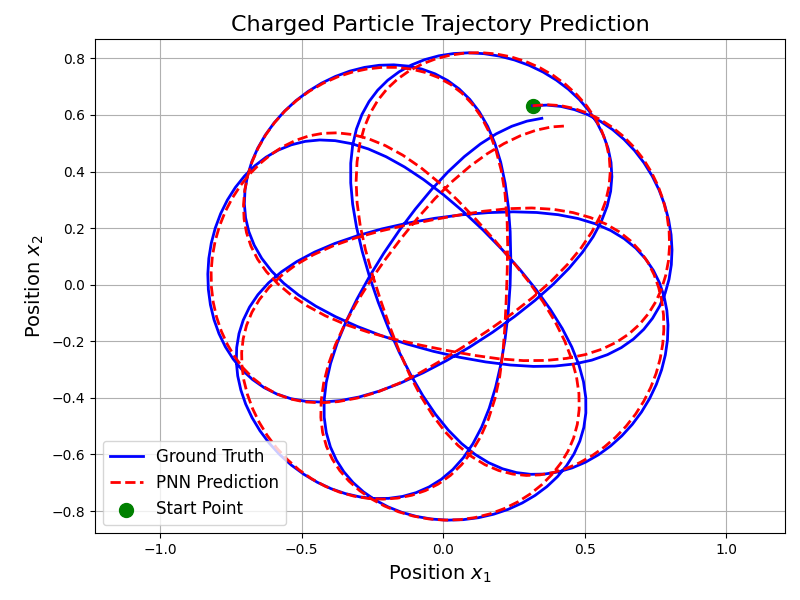 Charged Particle Trajectory Prediction
0.8
0.6
0.4
0.2
0.0
−0.2
−0.4
−0.6
−0.8
Position x₂
Ground Truth
PNN Prediction
Start Point
−1.0 −0.5 0.0 0.5 1.0
Position x₁